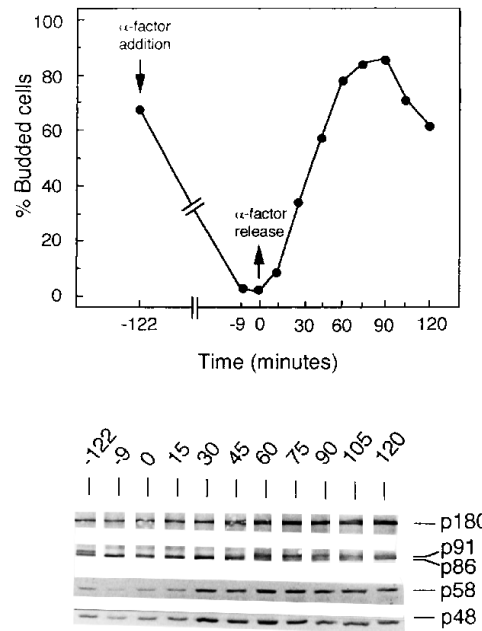 100
α-factor
addition
80
% Budded cells
60
40
α-factor
release
20
0
-122
-9 0
30
60
90
120
Time (minutes)
-122 -9 0 15 30 45 60 75 90 105 120
p180
p91
p86
p58
p48